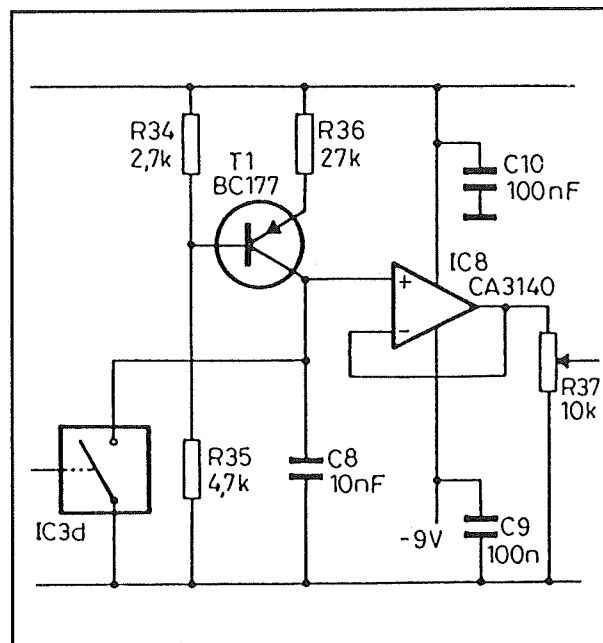 R34
2,7k
T1
BC177
R36
27k
C10
100nF
IC8
CA3140
+
-
R37
10k
R35
4,7k
C8
10nF
IC3d
-9V
C9
100n